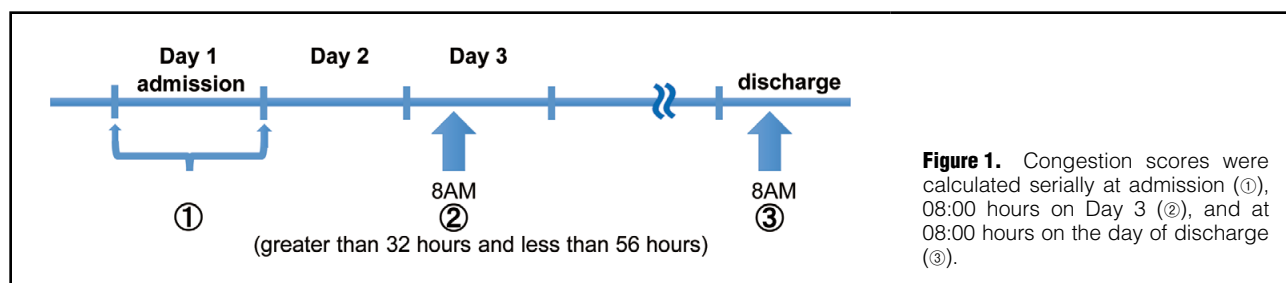 Day 1
admission
Day 2
Day 3
discharge
8AM
8AM
①
②
③
(greater than 32 hours and less than 56 hours)
Figure 1. Congestion scores were
calculated serially at admission (①),
08:00 hours on Day 3 (②), and at
08:00 hours on the day of discharge
(③).